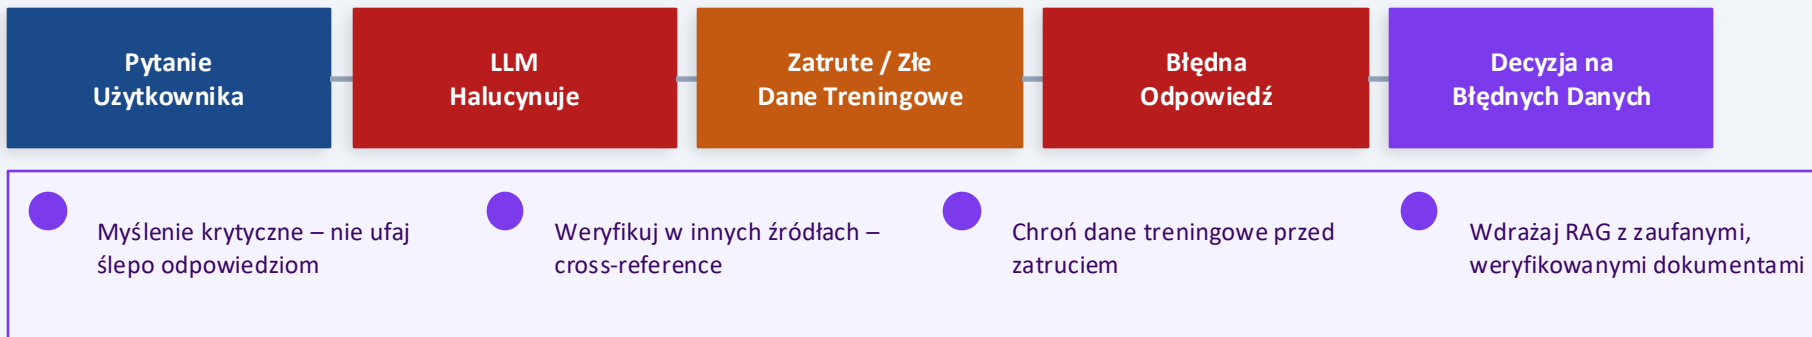 Pytanie
Użytkownika
LLM
Halucynuje
Zatrute / Złe
Dane Treningowe
Błędna
Odpowiedź
Decyzja na
Błędnych Danych
Myślenie krytyczne – nie ufaj
ślepo odpowiedziom
Weryfikuj w innych źródłach –
cross-reference
Chroń dane treningowe przed
zatruciem
Wdrażaj RAG z zaufanymi,
weryfikowanymi dokumentami